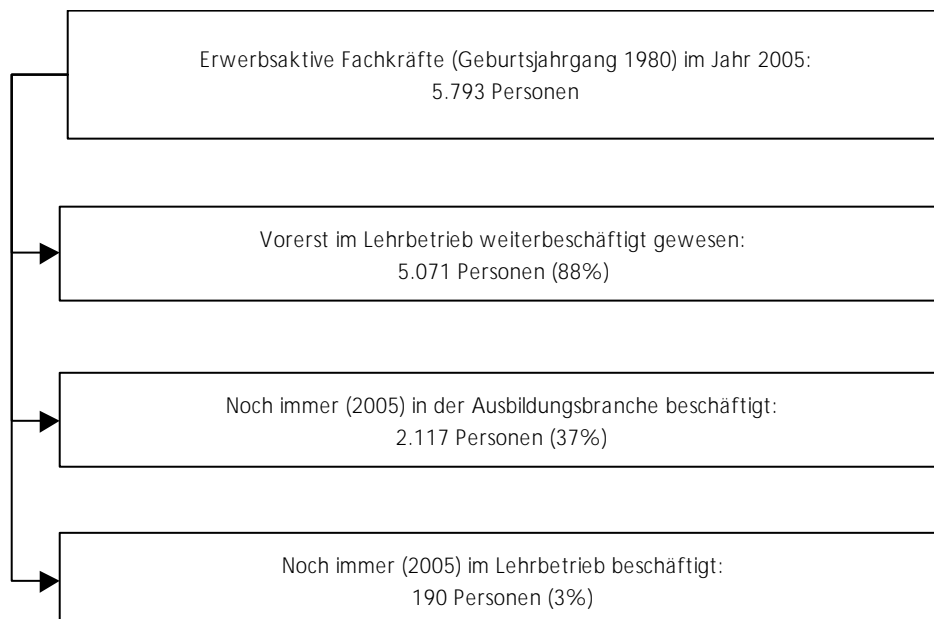 Erwerbsaktive Fachkräfte (Geburtsjahrgang 1980) im Jahr 2005:
5.793 Personen
Vorerst im Lehrbetrieb weiterbeschäftigt gewesen:
5.071 Personen (88%)
Noch immer (2005) in der Ausbildungsbranche beschäftigt:
2.117 Personen (37%)
Noch immer (2005) im Lehrbetrieb beschäftigt:
190 Personen (3%)